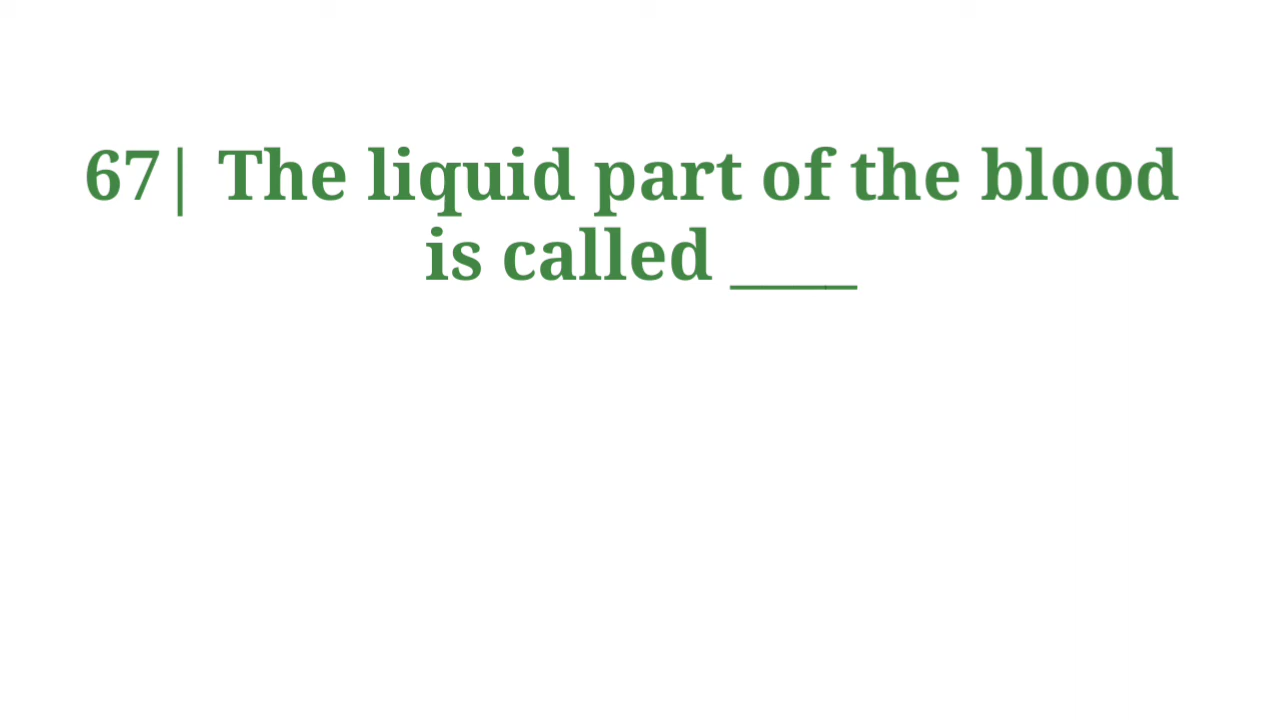 67| The liquid part of the blood
is called ____